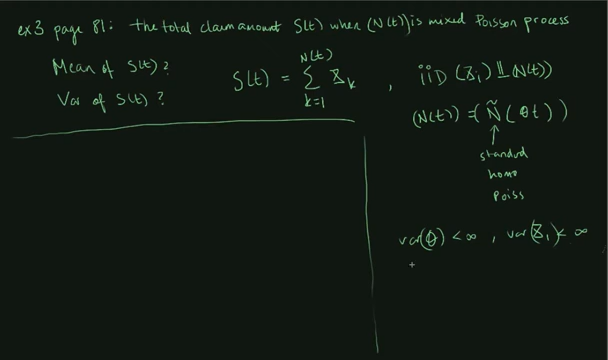 ex3 page 81: the total claim amount S(t) when (N(t)) is mixed Poisson process
Mean of S(t)?
Var of S(t)?
S(t) = ∑_{k=1}^{N(t)} X_k , iiD (X_i) ⫫ (N(t))
(N(t)) = (Ñ(θt))
↑
standard
homo
Poiss
var(θ) < ∞ , var(X_1) < ∞